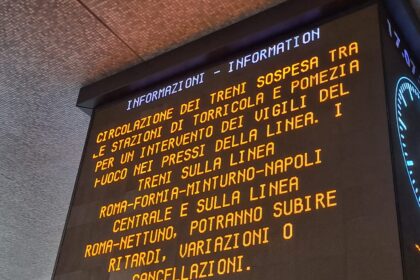 INFORMAZIONI - INFORMATION
CIRCOLAZIONE DEI TRENI SOSPESA TRA
LE STAZIONI DI TORRICOLA E POMEZIA
PER UN INTERVENTO DEI VIGILI DEL
FUOCO NEI PRESSI DELLA LINEA. I
TRENI SULLA LINEA
ROMA-FORMIA-MINTURNO-NAPOLI
CENTRALE E SULLA LINEA
ROMA-NETTUNO, POTRANNO SUBIRE
RITARDI, VARIAZIONI O
CANCELLAZIONI.